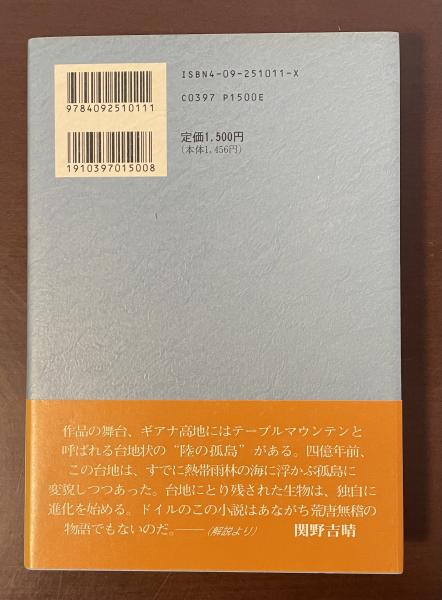 ISBN4-09-251011-X
9784092510111
C0397 P1500E
定価1,500円
(本体1,456円)
1910397015008
作品の舞台、ギアナ高地にはテーブルマウンテンと
呼ばれる台地状の“陸の孤島”がある。四億年前、
この台地は、すでに熱帯雨林の海に浮かぶ孤島に
変貌しつつあった。台地にとり残された生物は、独自に
進化を始める。ドイルのこの小説はあながち荒唐無稽の
物語でもないのだ。——(解説より) 関野吉晴